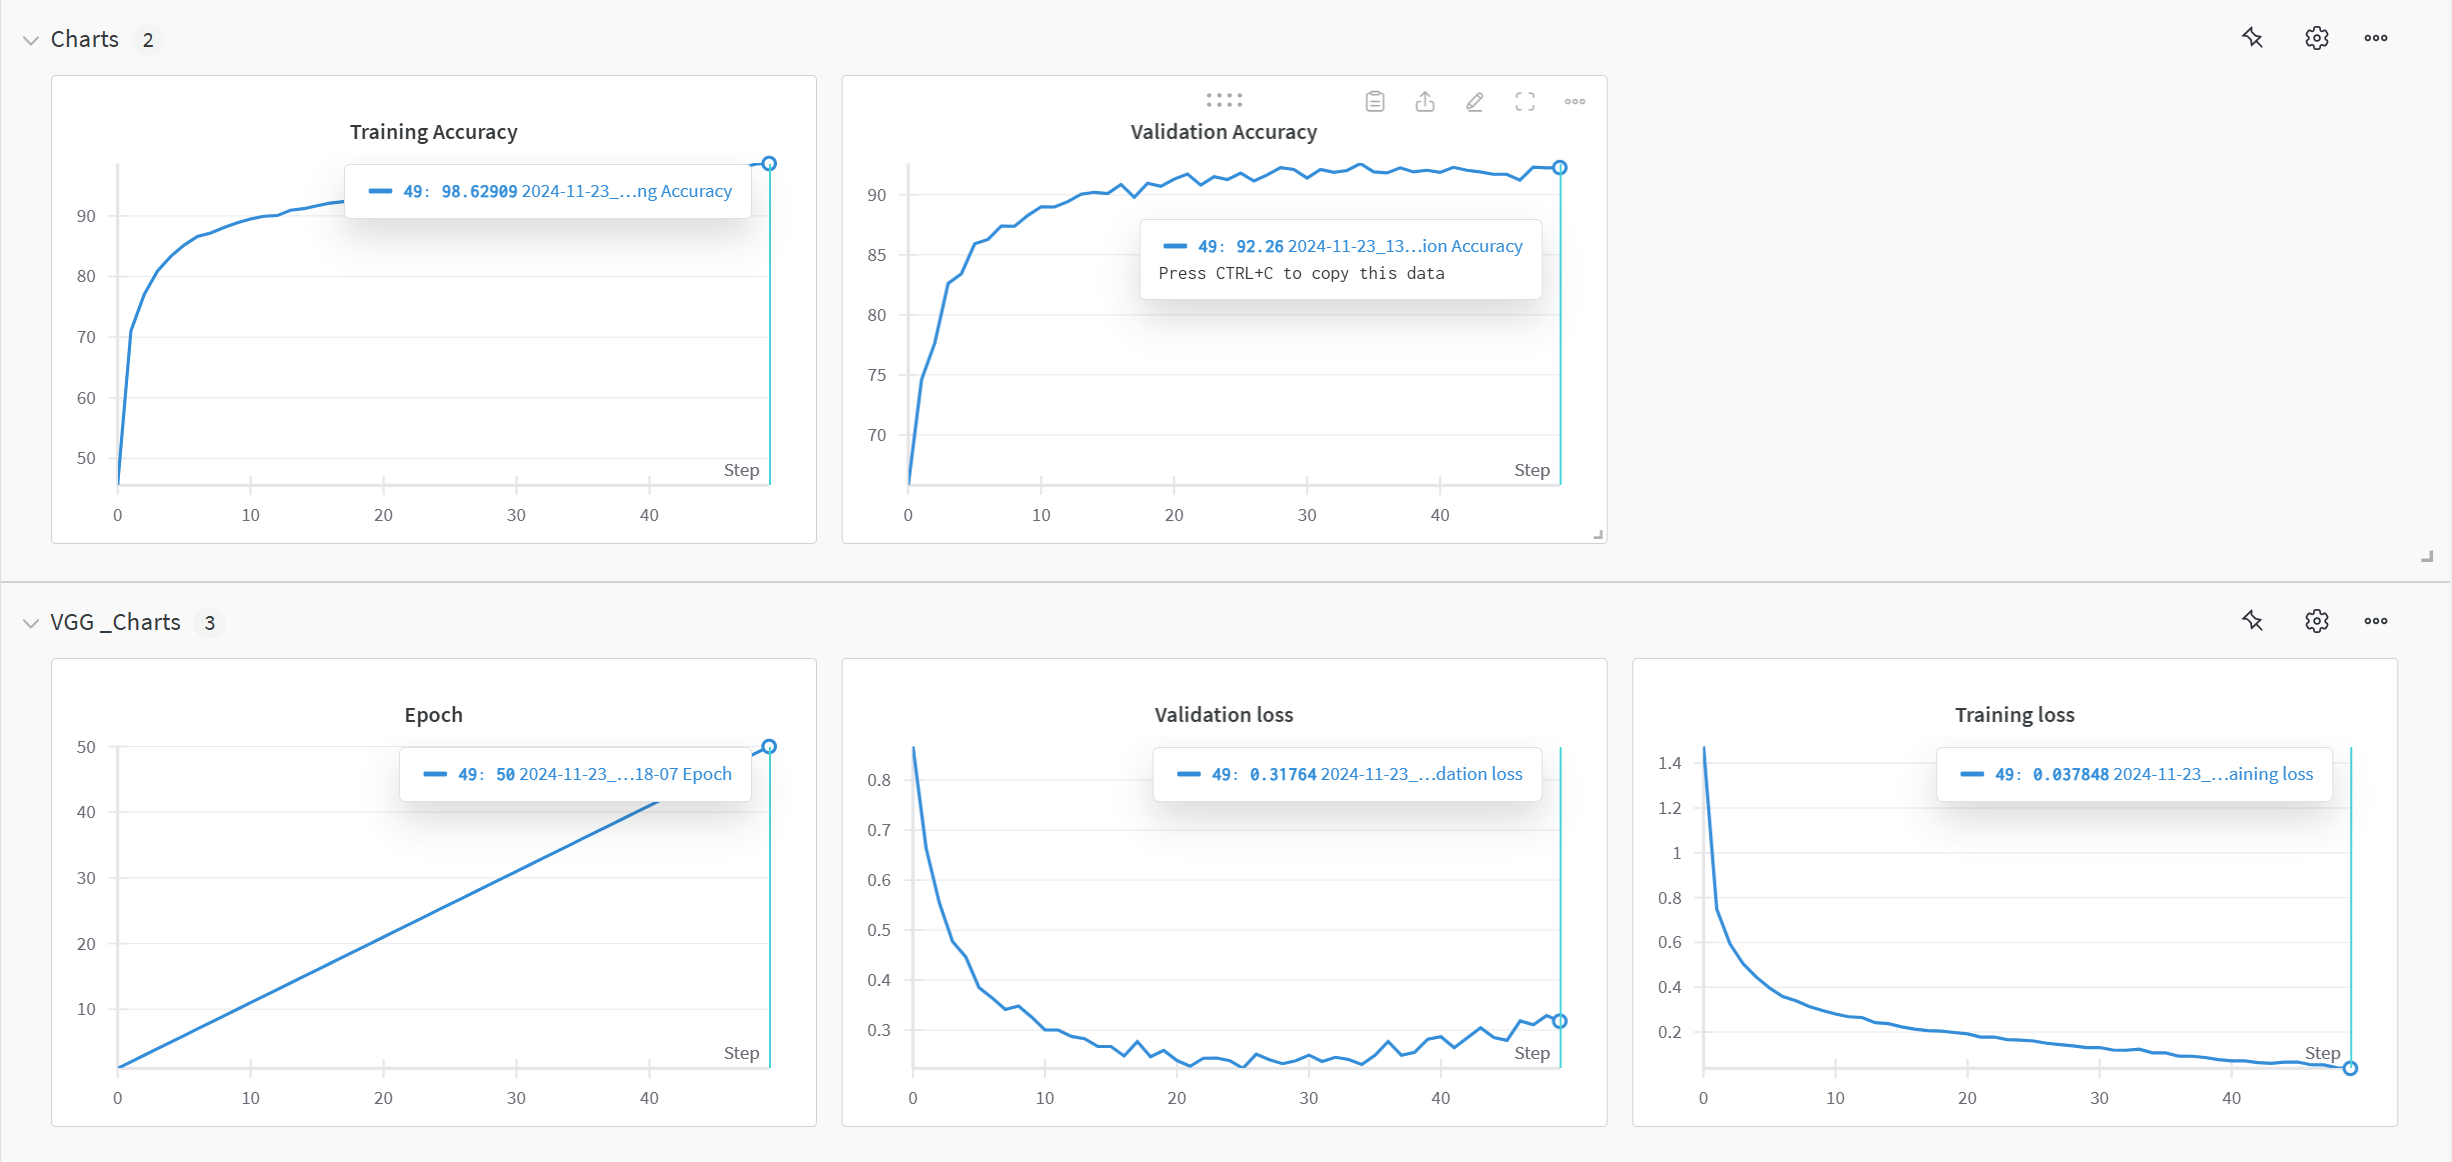 Charts 2
Training Accuracy
49: 98.62909 2024-11-23_...ng Accuracy
90
80
70
60
50
Step
0 10 20 30 40
Validation Accuracy
49: 92.26 2024-11-23_13...ion Accuracy
Press CTRL+C to copy this data
90
85
80
75
70
Step
0 10 20 30 40
VGG _Charts 3
Epoch
49: 50 2024-11-23_...18-07 Epoch
50
40
30
20
10
Step
0 10 20 30 40
Validation loss
49: 0.31764 2024-11-23_...dation loss
0.8
0.7
0.6
0.5
0.4
0.3
Step
0 10 20 30 40
Training loss
49: 0.037848 2024-11-23_...aining loss
1.4
1.2
1
0.8
0.6
0.4
0.2
Step
0 10 20 30 40